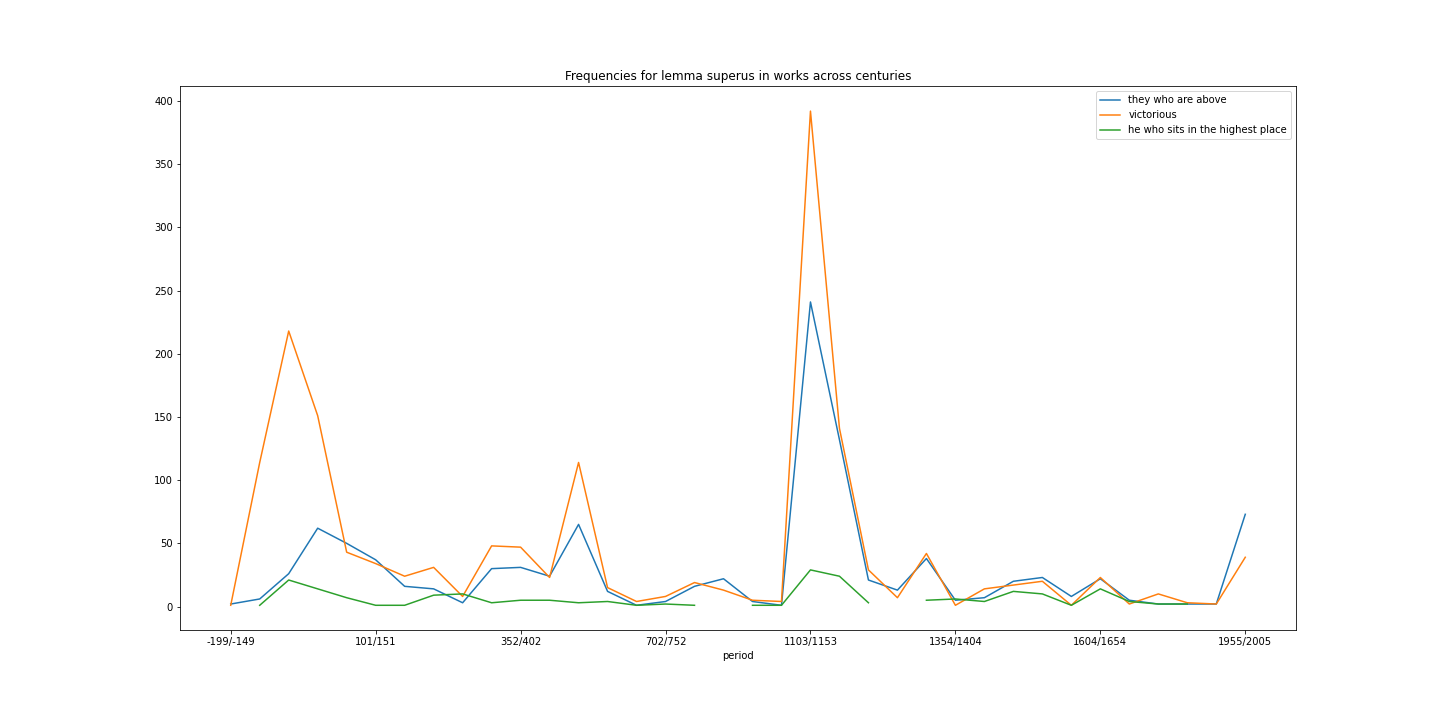 Frequencies for lemma superus in works across centuries
they who are above
victorious
he who sits in the highest place
400
350
300
250
200
150
100
50
0
-199/-149 101/151 352/402 702/752 1103/1153 1354/1404 1604/1654 1955/2005
period